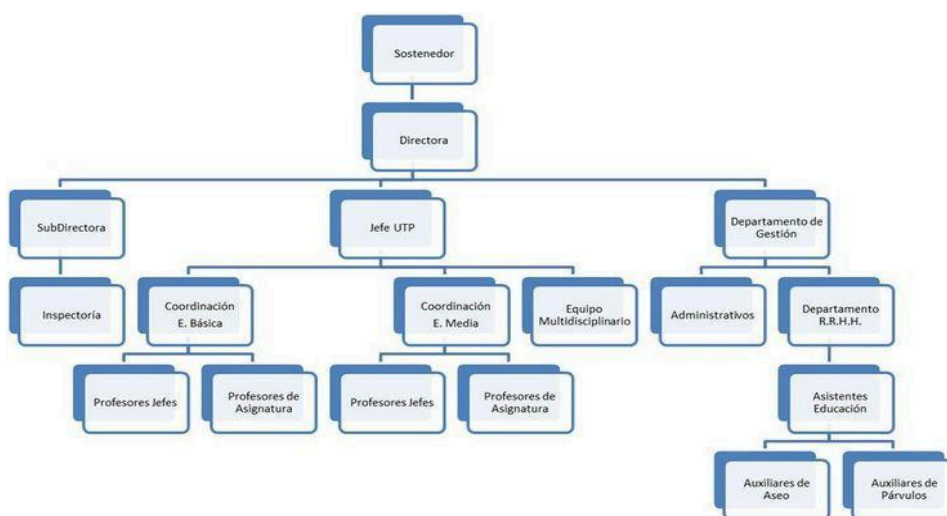 Sostenedor
Directora
SubDirectora
Jefe UTP
Departamento de
Gestión
Inspectoría
Coordinación
E. Básica
Coordinación
E. Media
Equipo
Multidisciplinario
Administrativos
Departamento
R.R.H.H.
Profesores Jefes
Profesores de
Asignatura
Profesores Jefes
Profesores de
Asignatura
Asistentes
Educación
Auxiliares de
Aseo
Auxiliares de
Párvulos